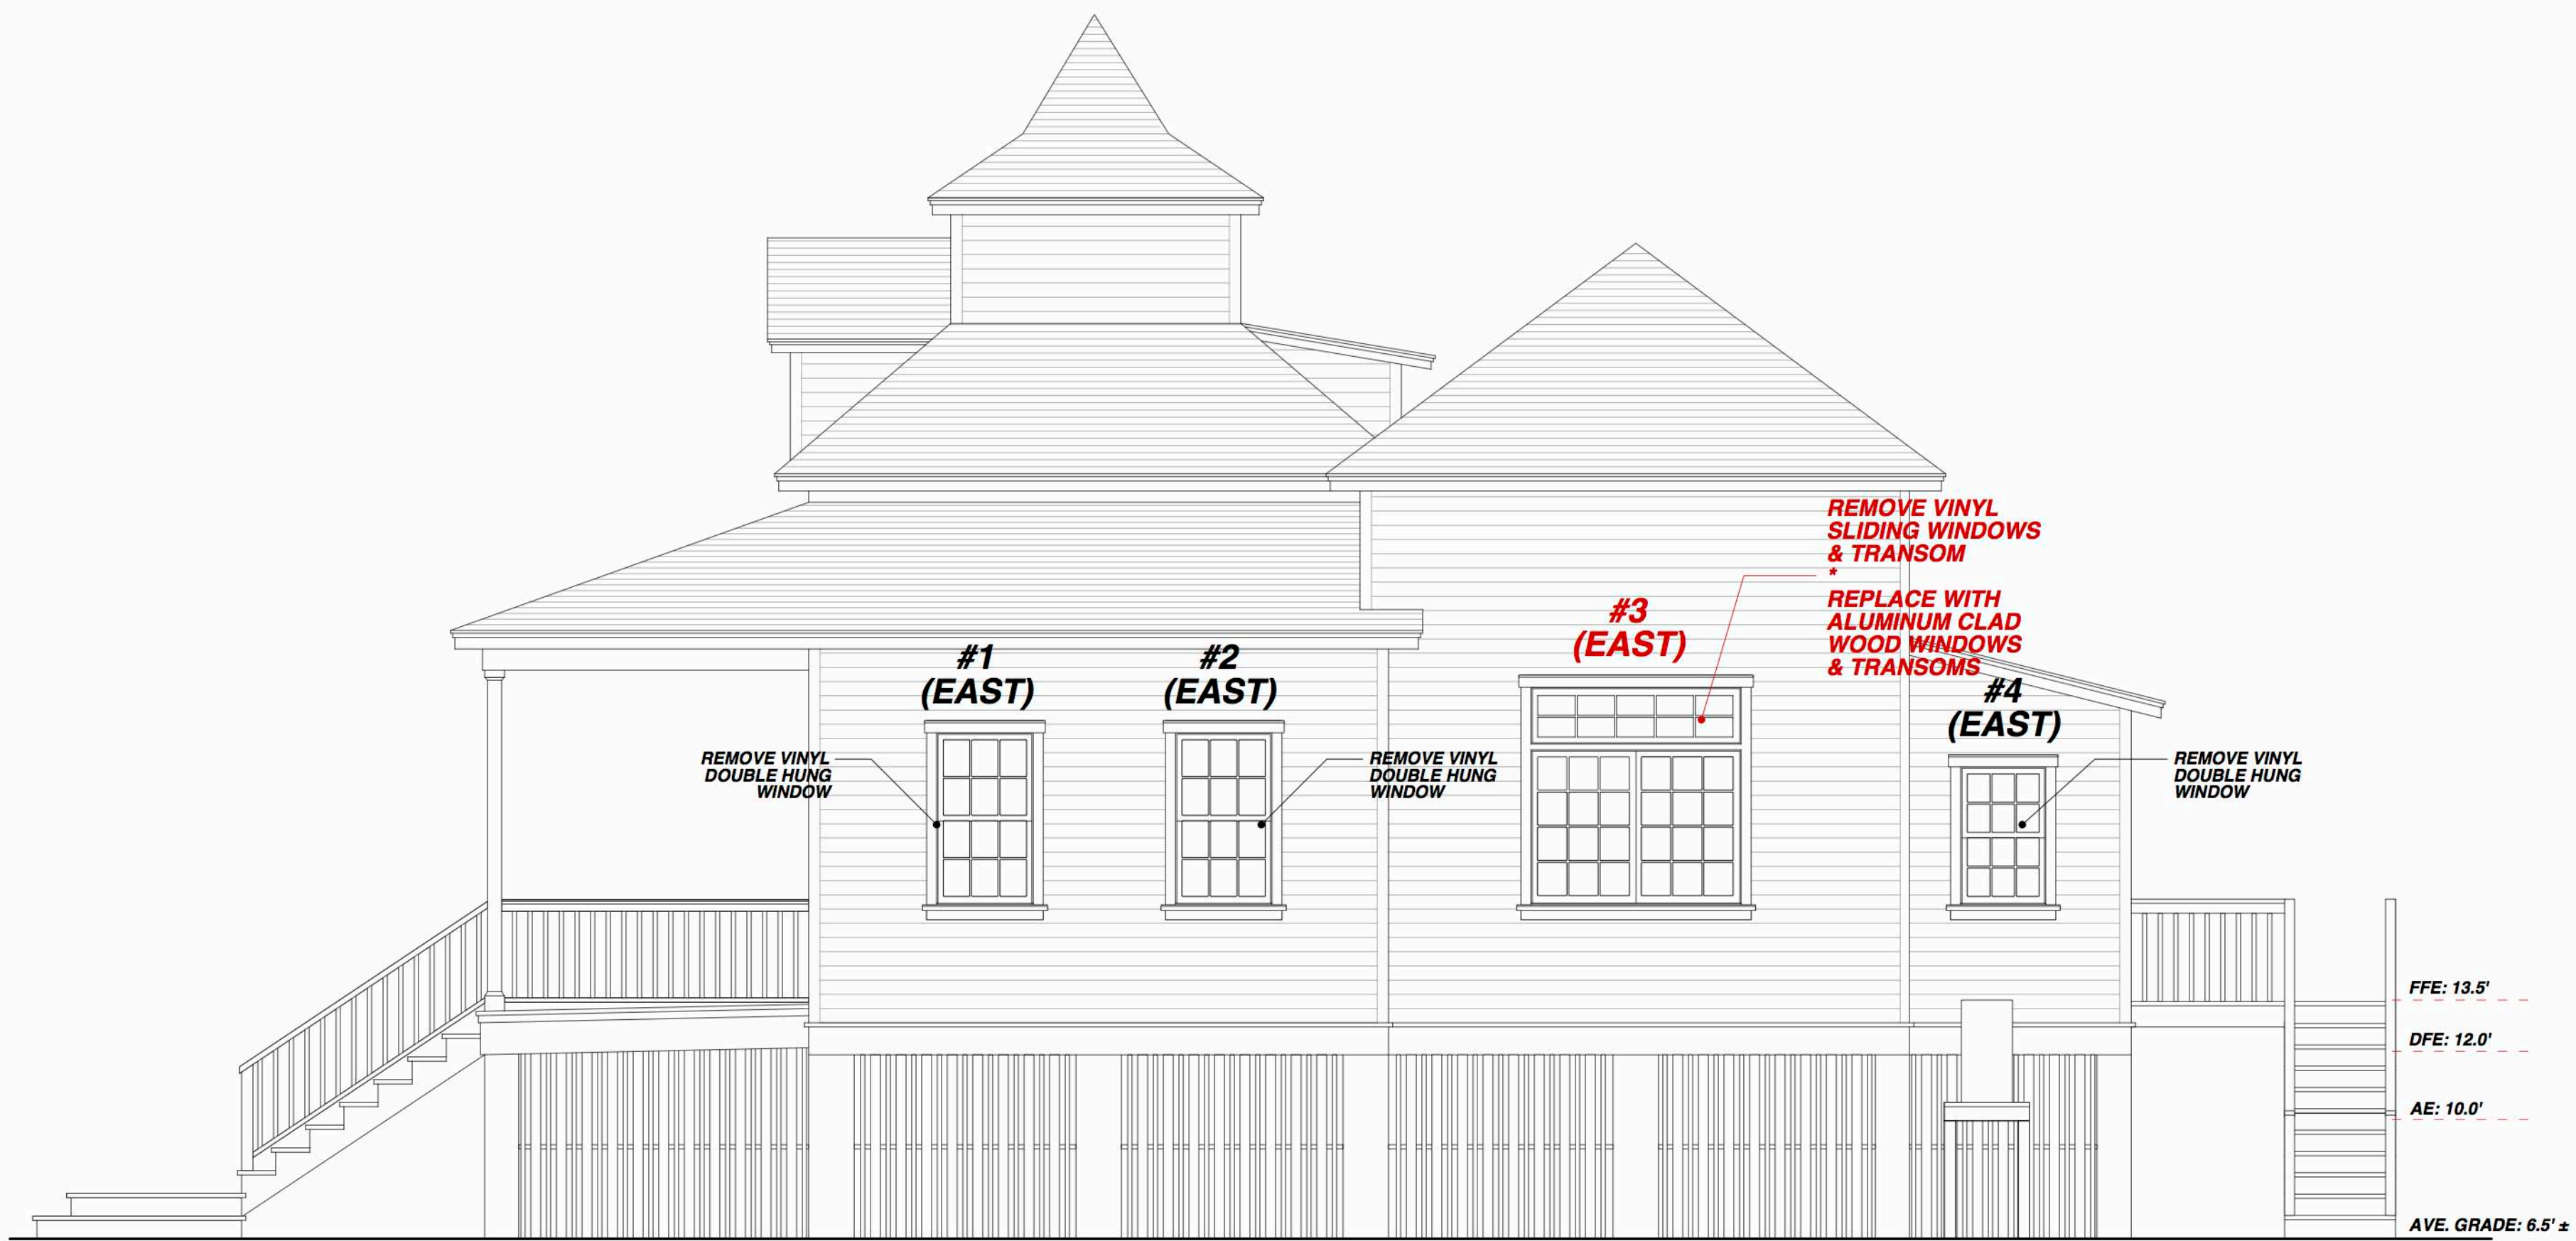 REMOVE VINYL
SLIDING WINDOWS
& TRANSOM
*
REPLACE WITH
ALUMINUM CLAD
WOOD WINDOWS
& TRANSOMS
#3
(EAST)
#1
(EAST)
#2
(EAST)
#4
(EAST)
REMOVE VINYL
DOUBLE HUNG
WINDOW
REMOVE VINYL
DOUBLE HUNG
WINDOW
REMOVE VINYL
DOUBLE HUNG
WINDOW
FFE: 13.5'
DFE: 12.0'
AE: 10.0'
AVE. GRADE: 6.5' ±